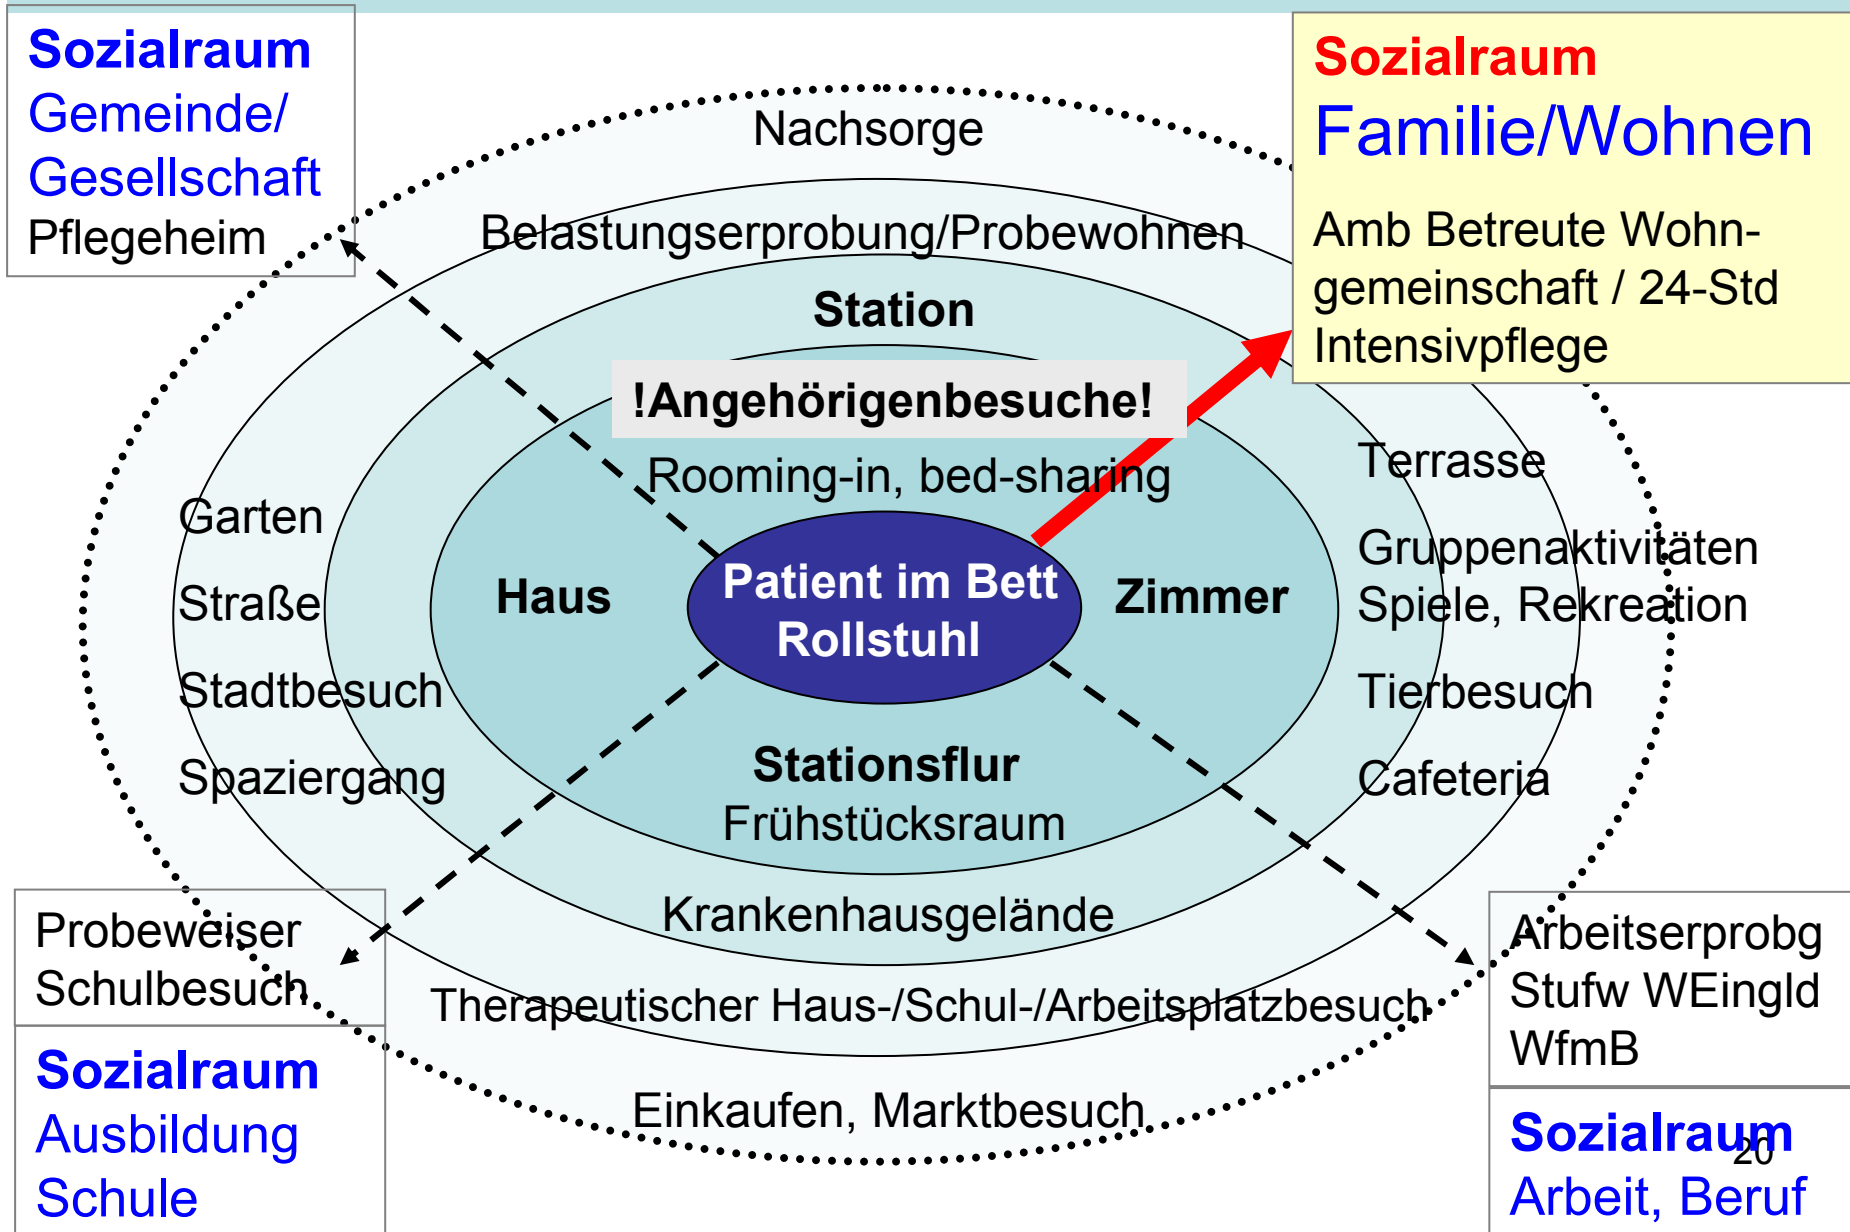 Sozialraum
Gemeinde/
Gesellschaft
Pflegeheim
Sozialraum
Familie/Wohnen
Amb Betreute Wohn-
gemeinschaft / 24-Std
Intensivpflege
Nachsorge
Belastungserprobung/Probewohnen
Station
!Angehörigenbesuche!
Rooming-in, bed-sharing
Garten
Straße
Stadtbesuch
Spaziergang
Haus
Patient im Bett
Rollstuhl
Zimmer
Terrasse
Gruppenaktivitäten
Spiele, Rekreation
Tierbesuch
Cafeteria
Stationsflur
Frühstücksraum
Krankenhausgelände
Therapeutischer Haus-/Schul-/Arbeitsplatzbesuch
Einkaufen, Marktbesuch
Probeweiser
Schulbesuch
Sozialraum
Ausbildung
Schule
Arbeitserprobg
Stufw WEingld
WfmB
Sozialraum
Arbeit, Beruf
20